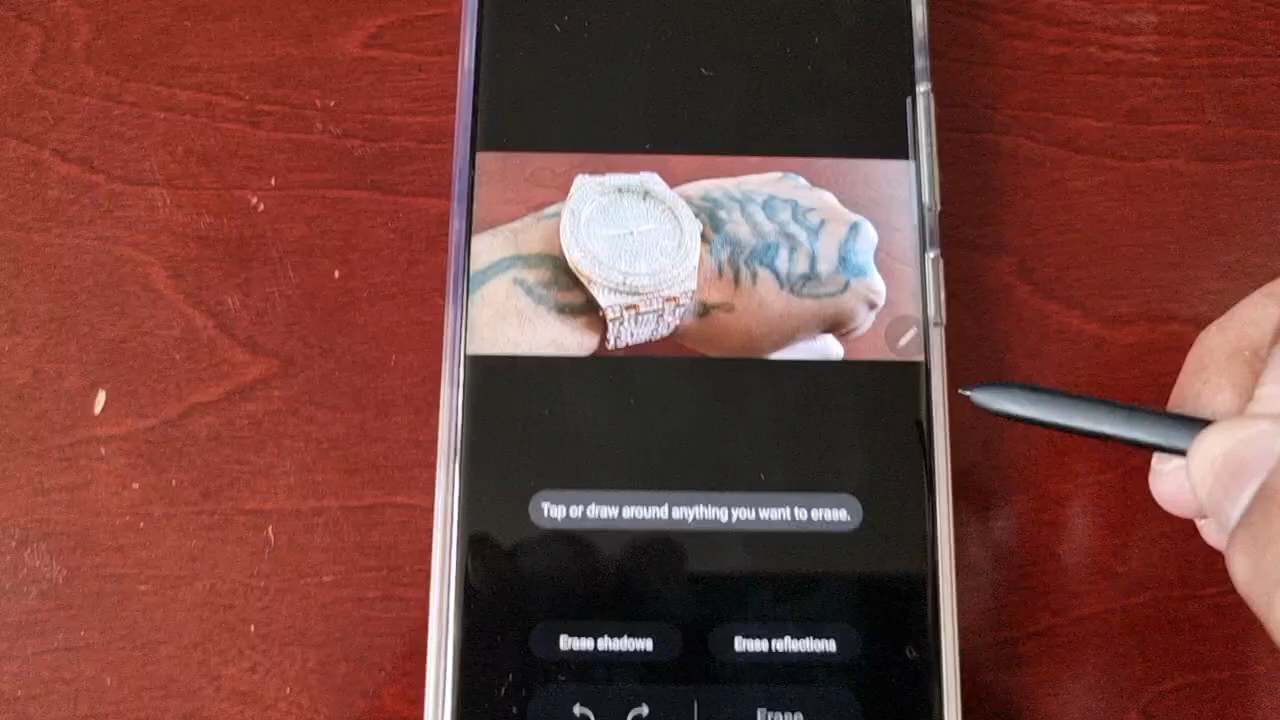 Tap or draw around anything you want to erase.
Erase shadows
Erase reflections
Erase